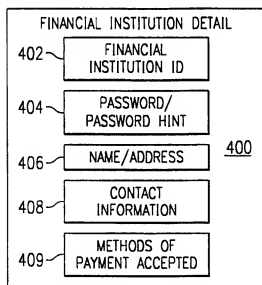 FINANCIAL INSTITUTION DETAIL
402
FINANCIAL
INSTITUTION ID
404
PASSWORD/
PASSWORD HINT
400
406
NAME/ADDRESS
408
CONTACT
INFORMATION
409
METHODS OF
PAYMENT ACCEPTED